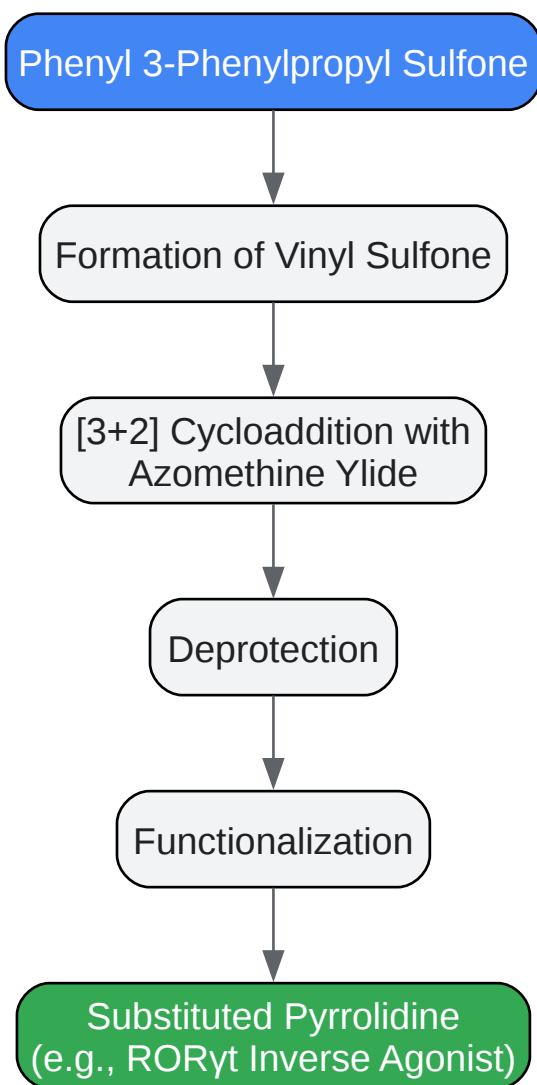 Phenyl 3-Phenylpropyl Sulfone
Formation of Vinyl Sulfone
[3+2] Cycloaddition with
Azomethine Ylide
Deprotection
Functionalization
Substituted Pyrrolidine
(e.g., RORγt Inverse Agonist)